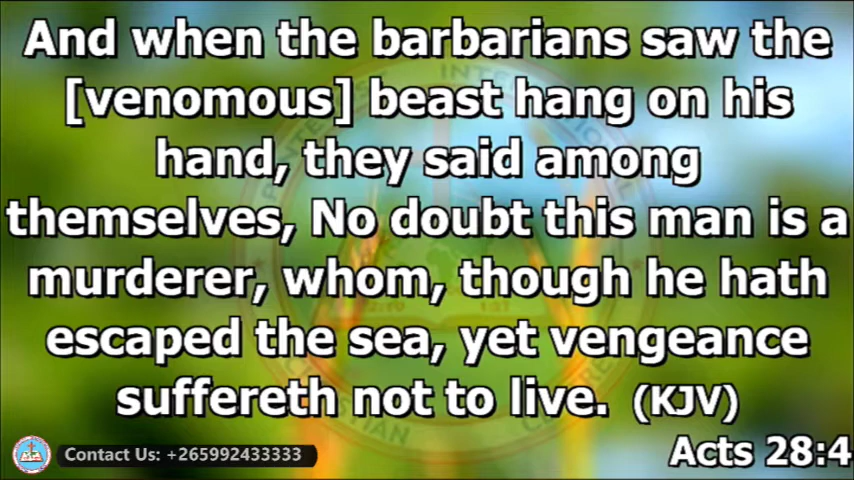 And when the barbarians saw the
[venomous] beast hang on his
hand, they said among
themselves, No doubt this man is a
murderer, whom, though he hath
escaped the sea, yet vengeance
suffereth not to live. (KJV)
Acts 28:4
Contact Us: +265992433333